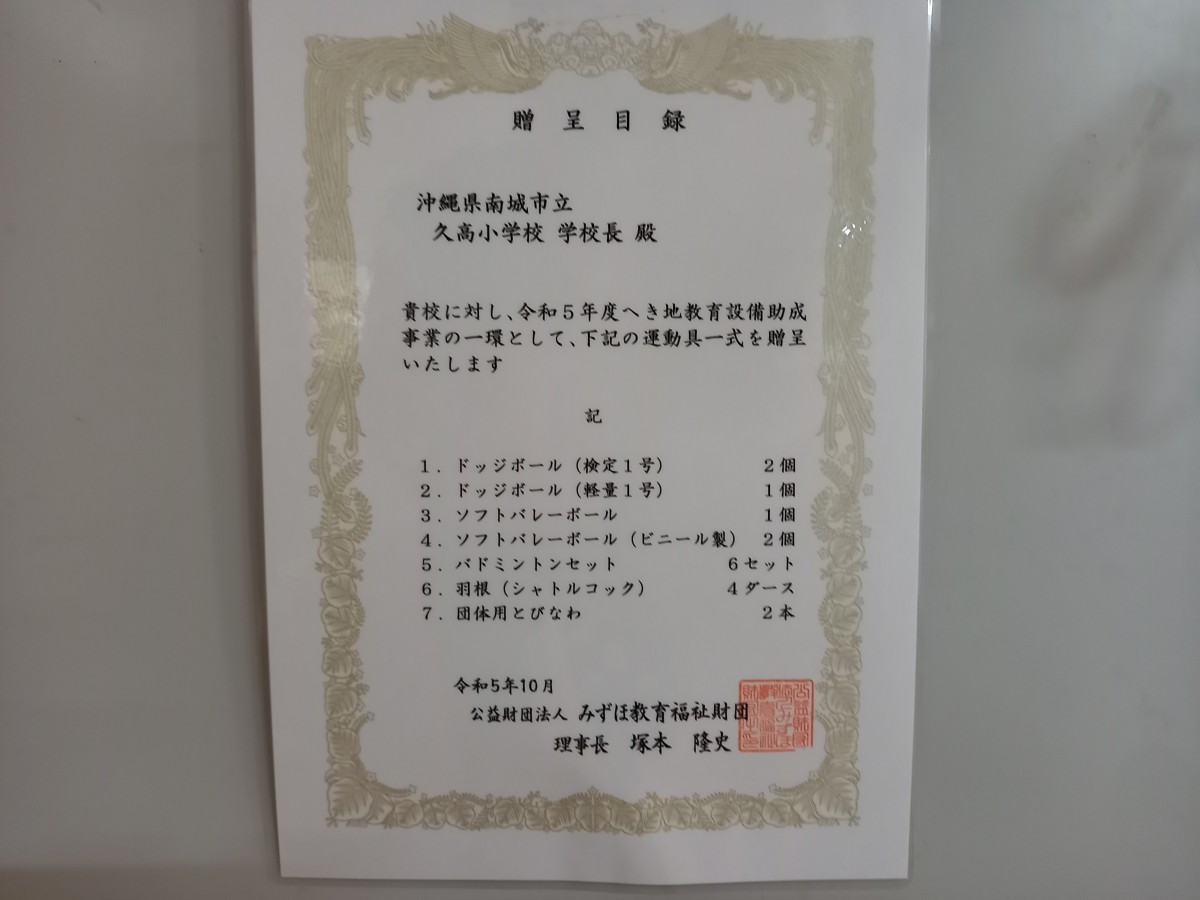 贈呈目録
沖縄県南城市立
久高小学校 学校長 殿
貴校に対し、令和５年度へき地教育設備助成
事業の一環として、下記の運動具一式を贈呈
いたします
記
１．ドッジボール（検定１号） ２個
２．ドッジボール（軽量１号） １個
３．ソフトバレーボール １個
４．ソフトバレーボール（ビニール製） ２個
５．バドミントンセット ６セット
６．羽根（シャトルコック） ４ダース
７．団体用とびなわ ２本
令和5年10月
公益財団法人 みずほ教育福祉財団
理事長 塚本 隆史